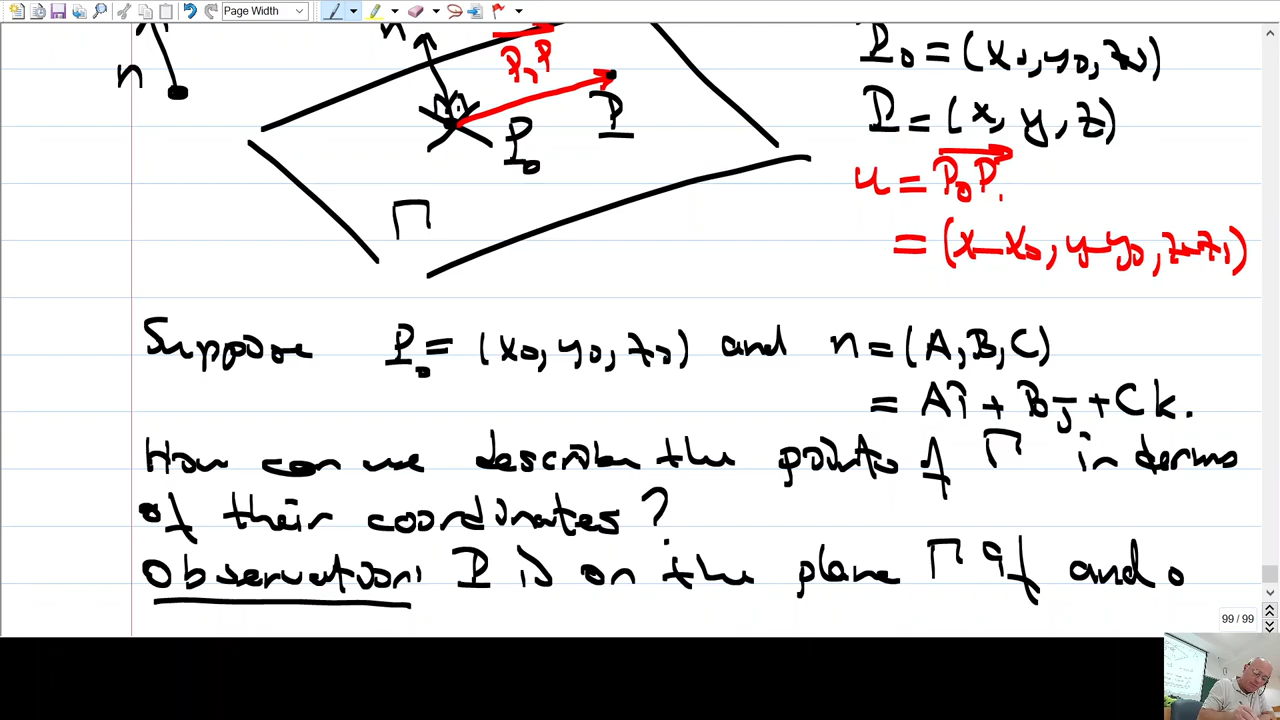 Page Width
n
n
P₀P
P
P₀
Π
P₀ = (x₀, y₀, z₀)
P = (x, y, z)
u = P₀P.
= (x-x₀, y-y₀, z-z₀)
Suppose P₀ = (x₀, y₀, z₀) and n = (A, B, C)
= Ai + Bj + Ck.
How can we describe the points of Π in terms
of their coordinates?
Observation: P is on the plane Π if and o
99 / 99